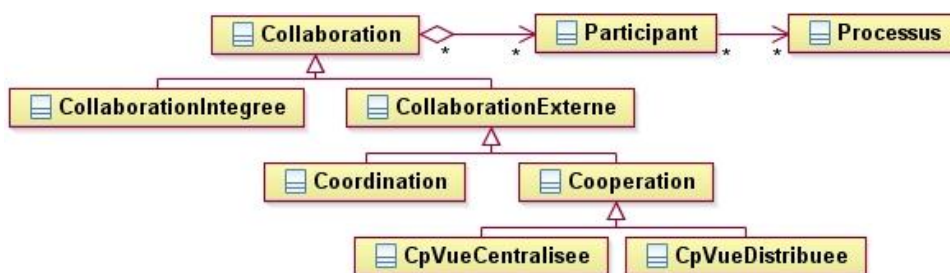 Collaboration
Participant
Processus
* * * *
CollaborationIntegree
CollaborationExterne
Coordination
Cooperation
CpVueCentralisee
CpVueDistribuee